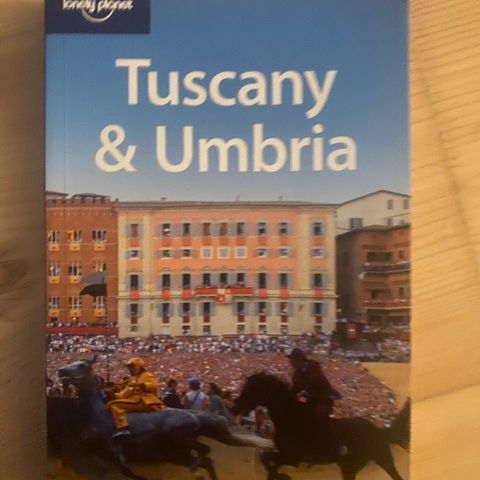 lonely planet
Tuscany
& Umbria